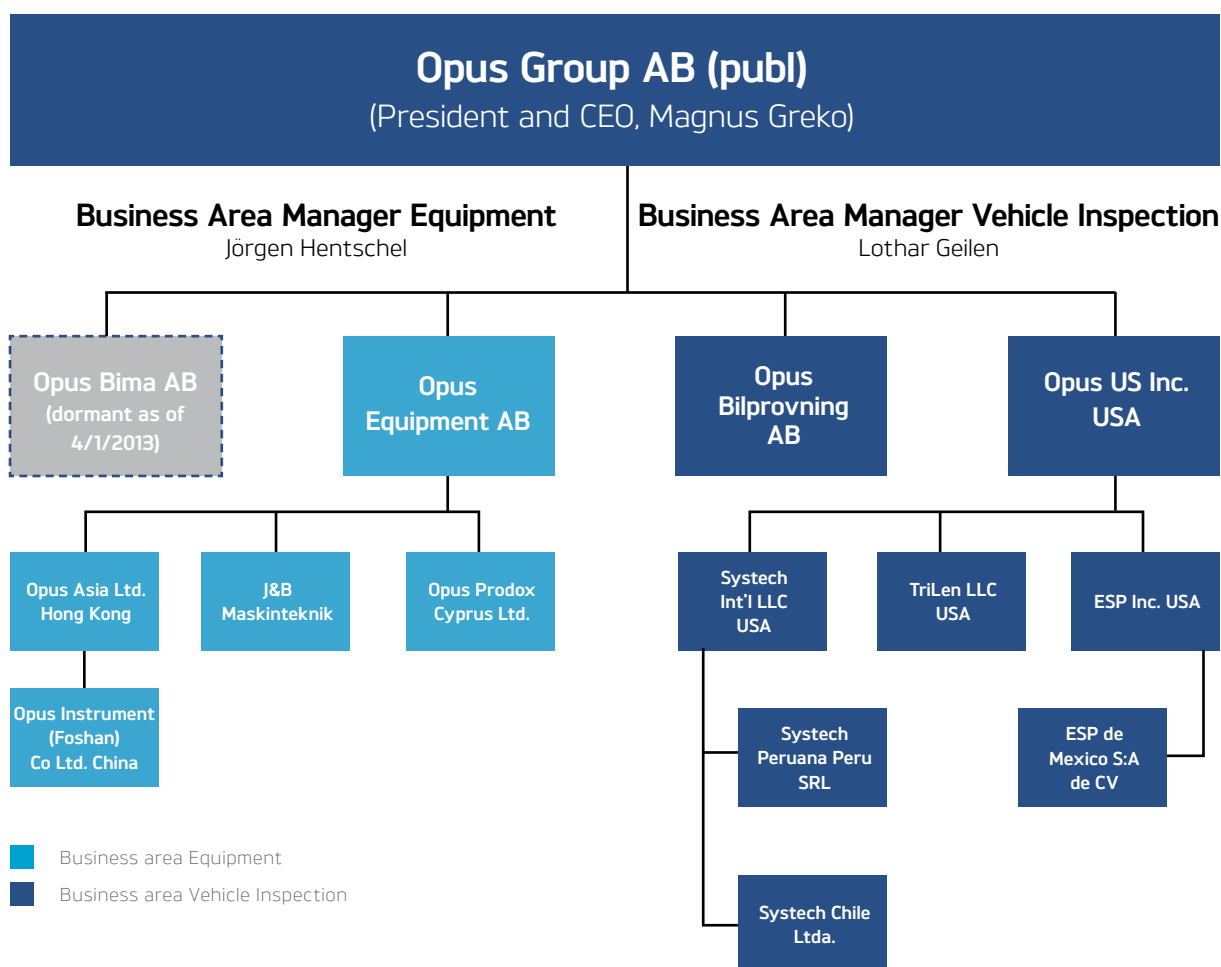 Opus Group AB (publ)
(President and CEO, Magnus Greko)
Business Area Manager Equipment
Jörgen Hentschel
Business Area Manager Vehicle Inspection
Lothar Geilen
Opus Bima AB
(dormant as of
4/1/2013)
Opus
Equipment AB
Opus
Bilprovning
AB
Opus US Inc.
USA
Opus Asia Ltd.
Hong Kong
J&B
Maskinteknik
Opus Prodox
Cyprus Ltd.
Systech
Int'l LLC
USA
TriLen LLC
USA
ESP Inc. USA
Opus Instrument
(Foshan)
Co Ltd. China
Systech
Peruana Peru
SRL
ESP de
Mexico S:A
de CV
Systech Chile
Ltda.
Business area Equipment
Business area Vehicle Inspection